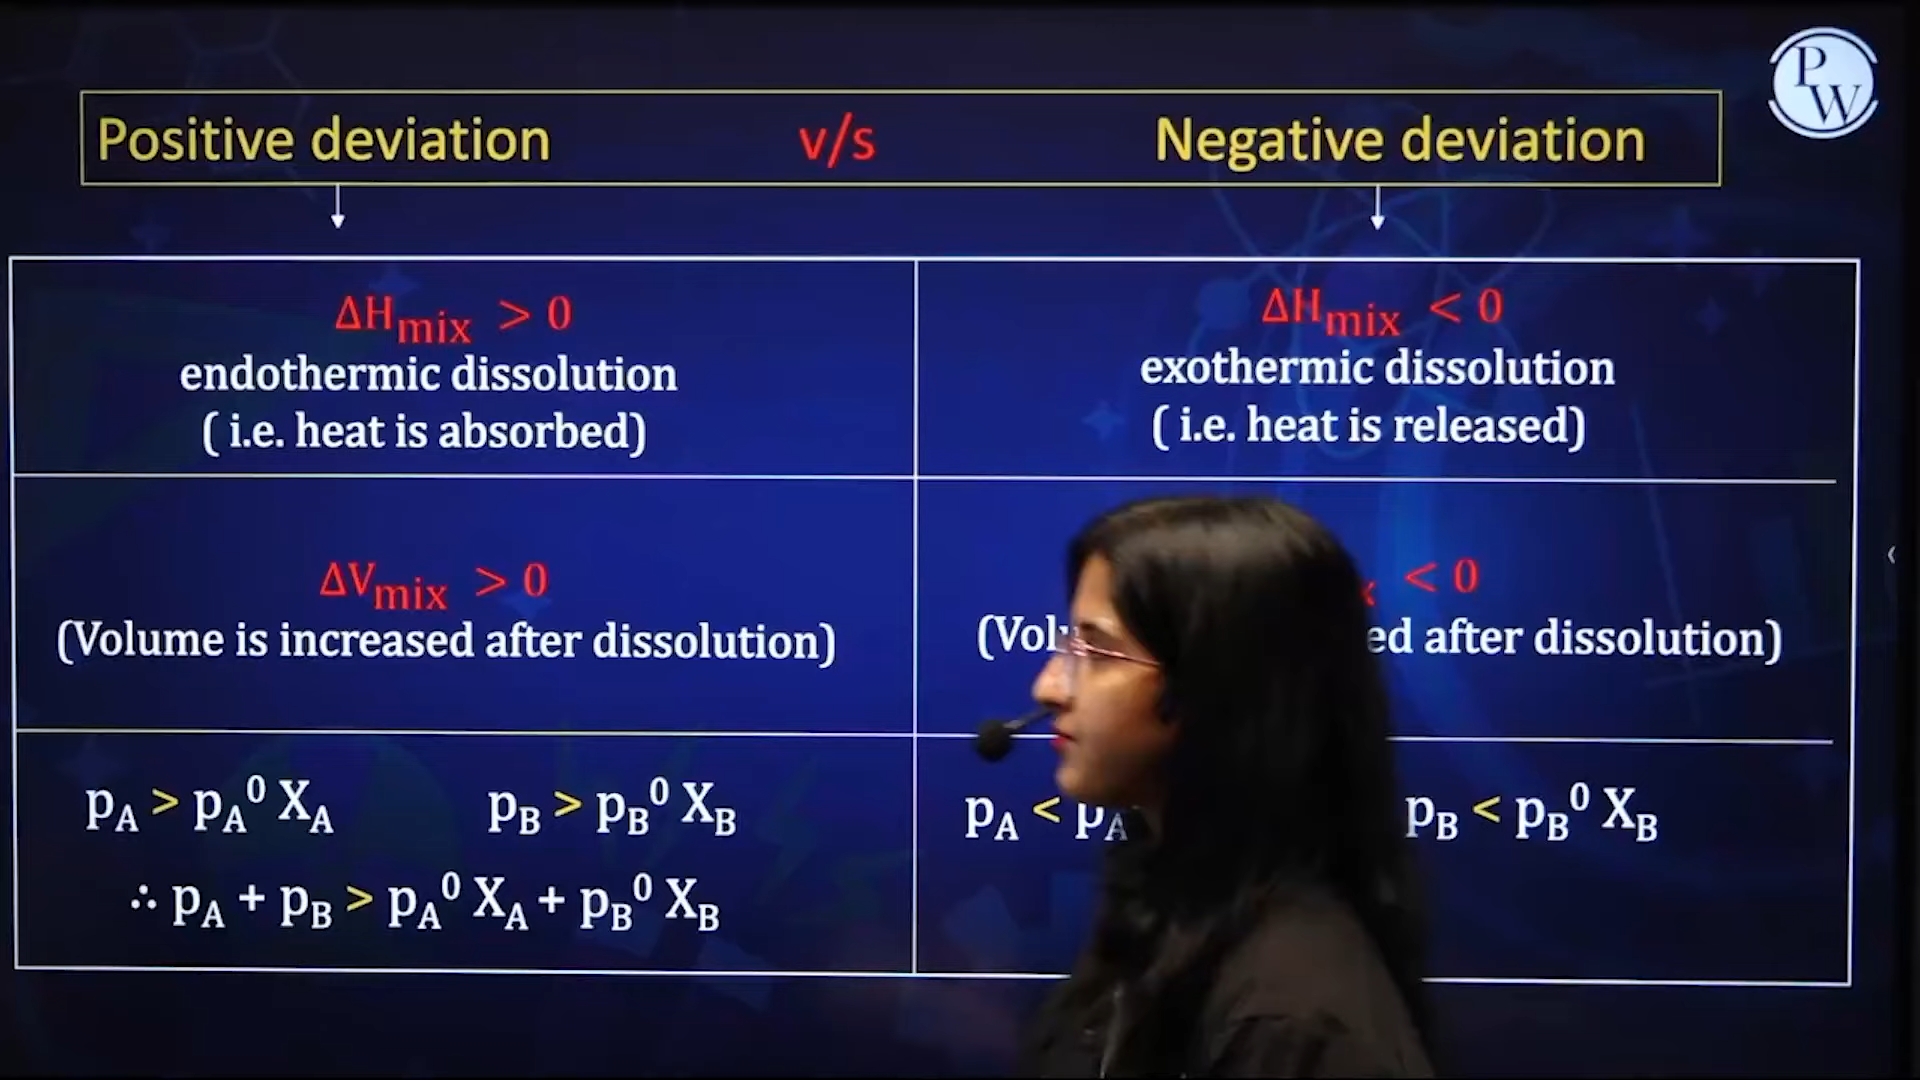 PW
Positive deviation v/s Negative deviation
ΔHmix > 0
endothermic dissolution
( i.e. heat is absorbed)
ΔHmix < 0
exothermic dissolution
( i.e. heat is released)
ΔVmix > 0
(Volume is increased after dissolution)
< 0
after dissolution)
pA > pA⁰ XA pB > pB⁰ XB
∴ pA + pB > pA⁰ XA + pB⁰ XB
pA < pA pB < pB⁰ XB